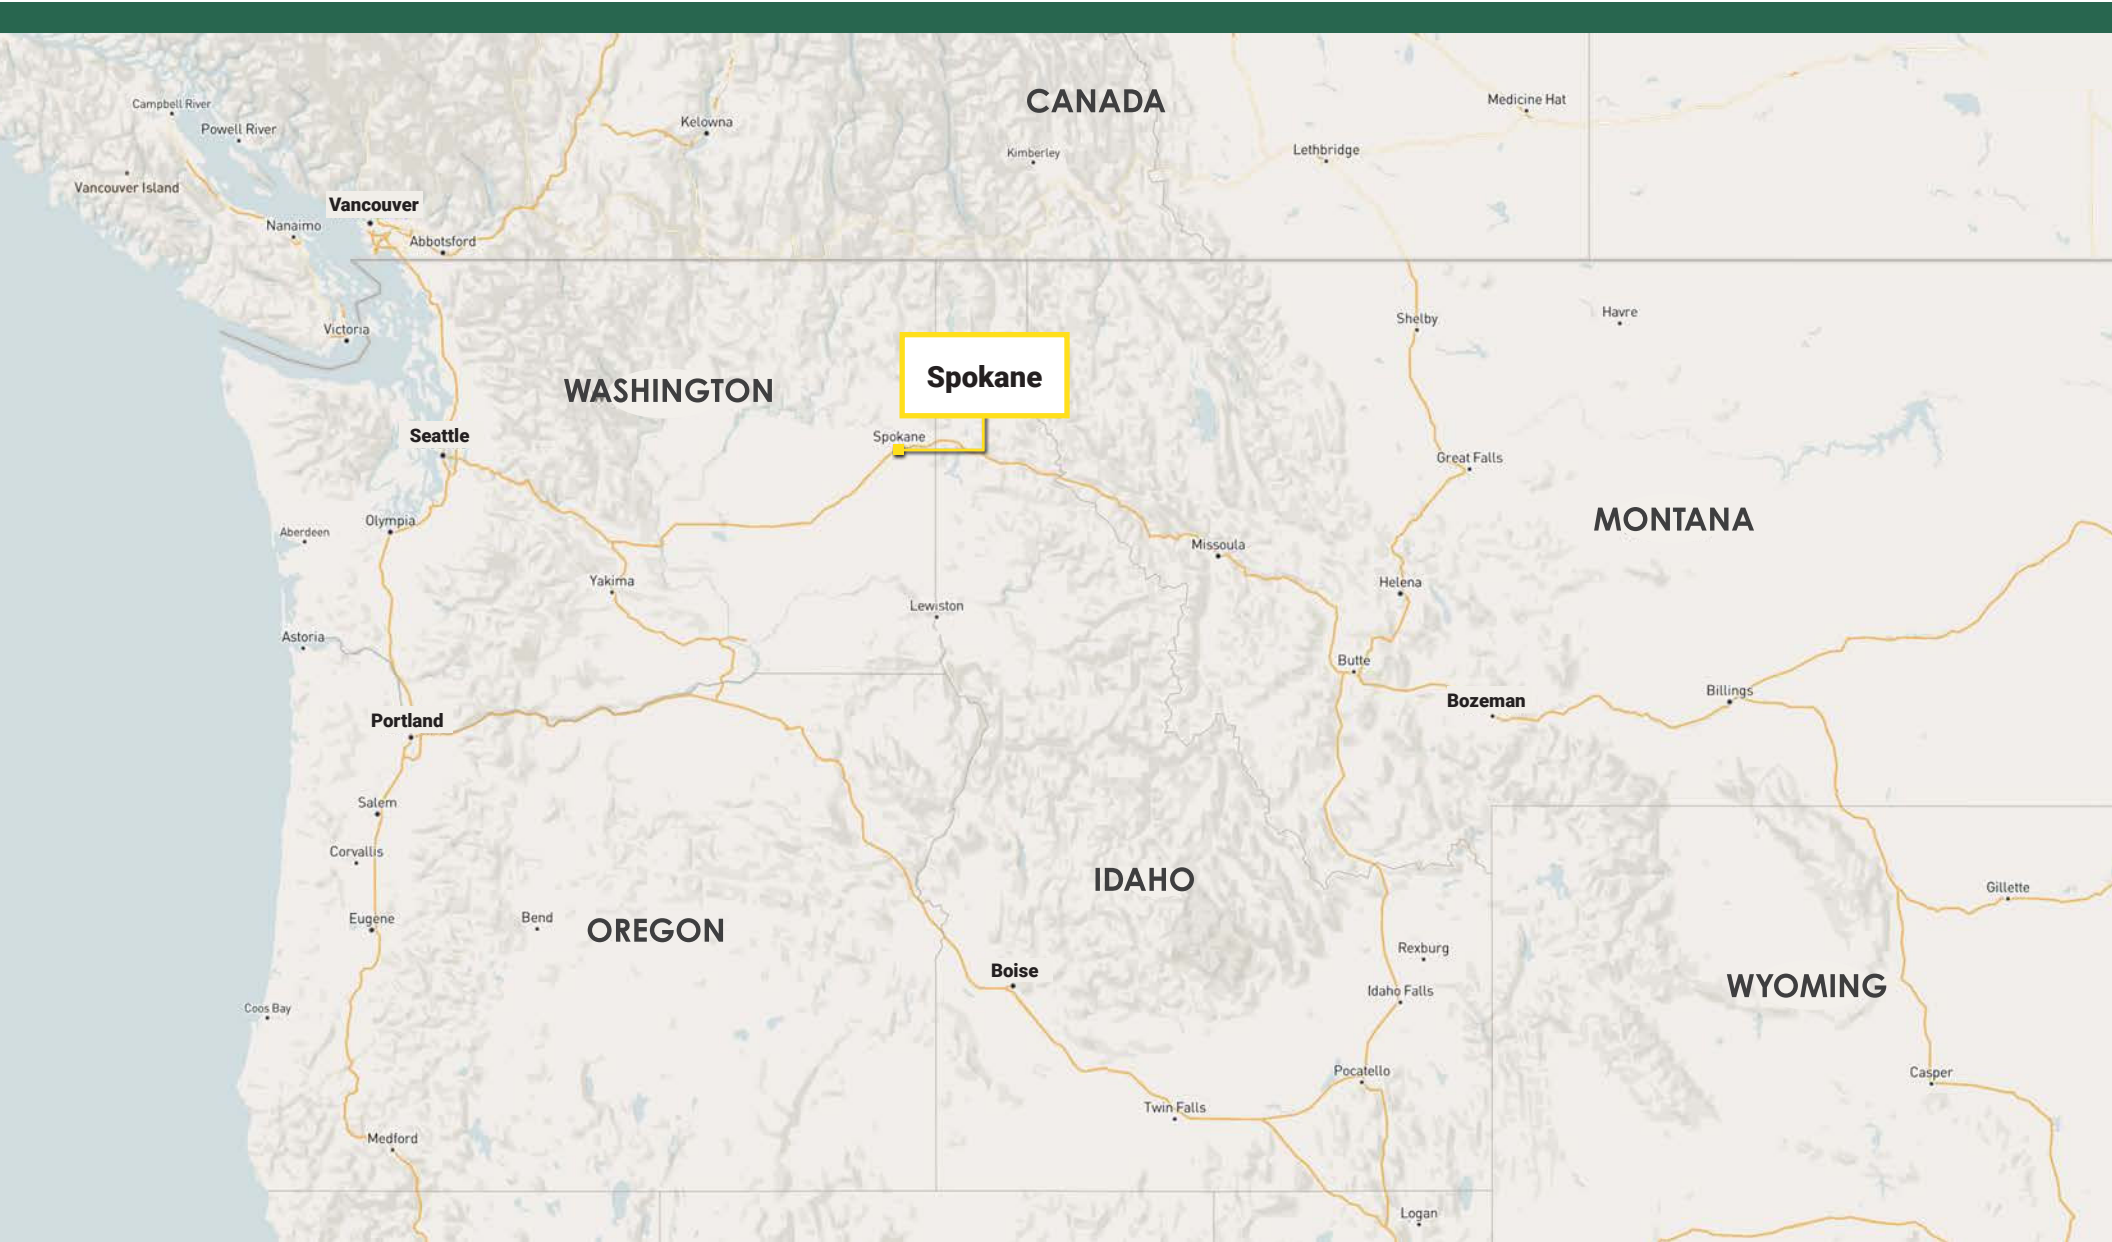 CANADA
Medicine Hat
Campbell River
Kelowna
Powell River
Lethbridge
Kimberley
Vancouver Island
Vancouver
Nanaimo
Abbotsford
Havre
Shelby
Victoria
Spokane
WASHINGTON
Seattle
Spokane
Great Falls
MONTANA
Olympia
Aberdeen
Missoula
Yakima
Helena
Lewiston
Astoria
Butte
Billings
Bozeman
Portland
Salem
Corvallis
IDAHO
Gillette
Eugene
Bend
OREGON
Rexburg
Boise
WYOMING
Idaho Falls
Coos Bay
Pocatello
Casper
Twin Falls
Medford
Logan